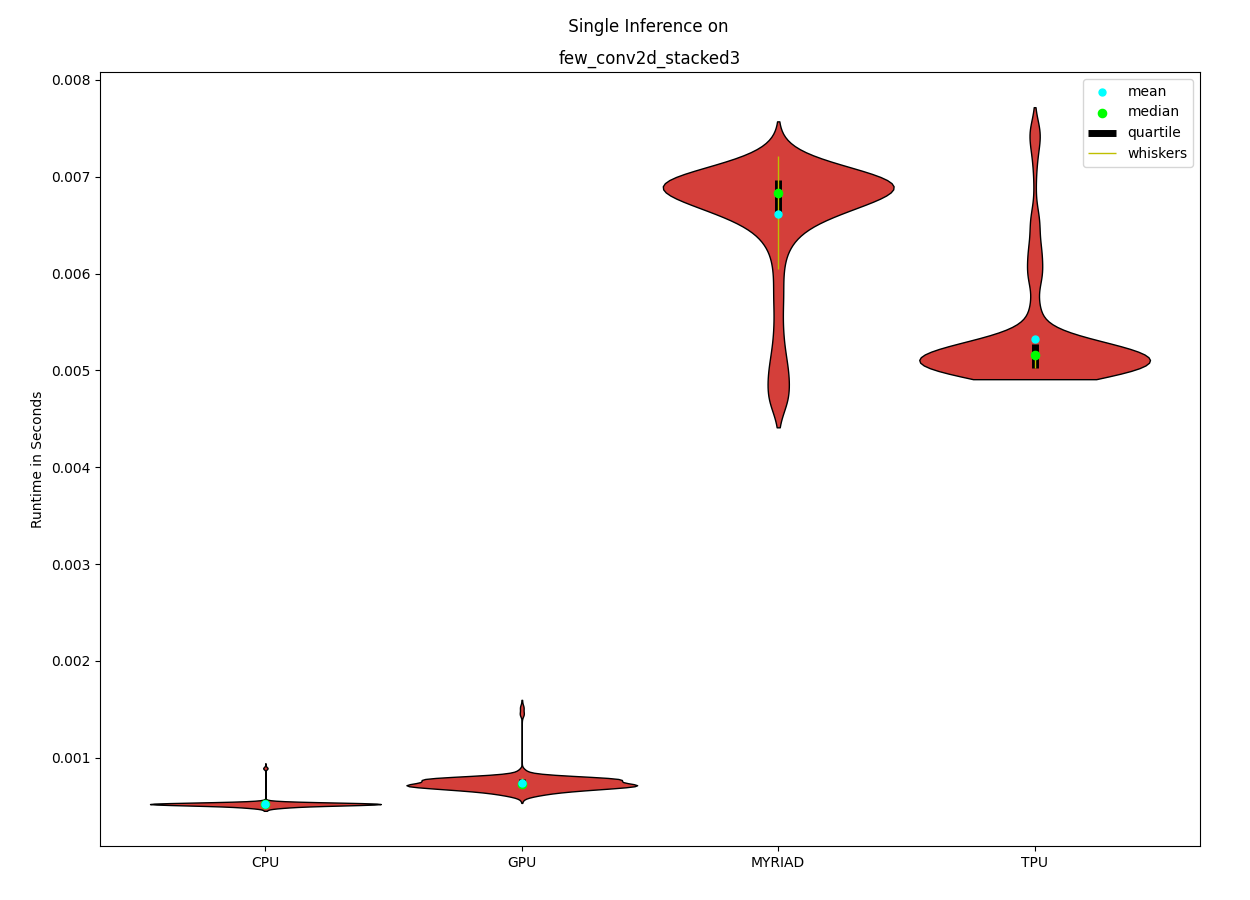 Single Inference on
few_conv2d_stacked3
mean
median
quartile
whiskers
Runtime in Seconds
0.008
0.007
0.006
0.005
0.004
0.003
0.002
0.001
CPU GPU MYRIAD TPU